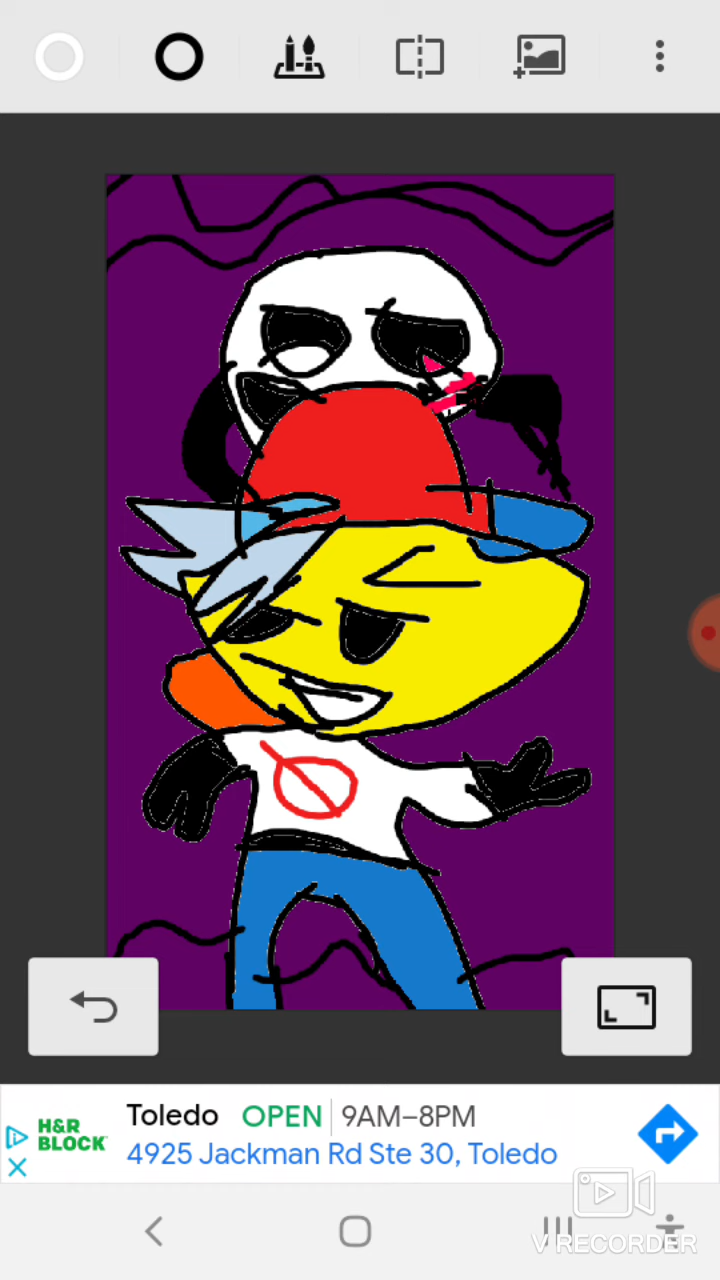 H&R
BLOCK
Toledo OPEN 9AM–8PM
4925 Jackman Rd Ste 30, Toledo
V RECORDER